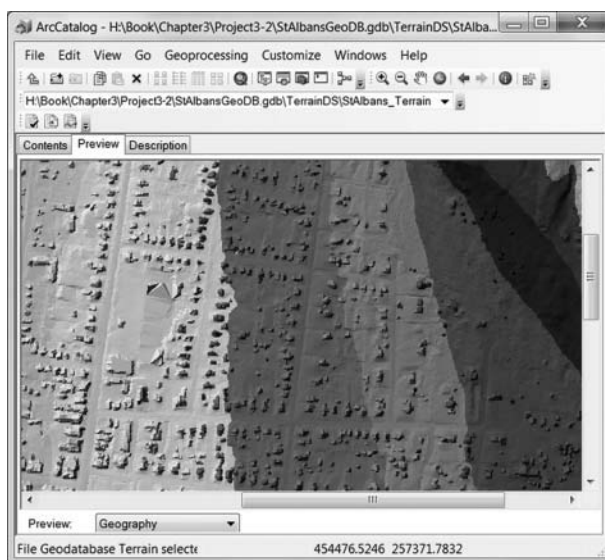 ArcCatalog - H:\Book\Chapter3\Project3-2\StAlbansGeoDB.gdb\TerrainDS\StAlba...
File Edit View Go Geoprocessing Customize Windows Help
H:\Book\Chapter3\Project3-2\StAlbansGeoDB.gdb\TerrainDS\StAlbans_Terrain
Contents Preview Description
Preview: Geography
File Geodatabase Terrain selecte 454476.5246 257371.7832